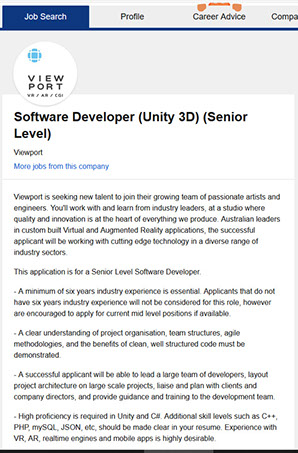 Job Search Profile Career Advice Compa
VIEW
PORT
VR / AR / CGI
Software Developer (Unity 3D) (Senior
Level)
Viewport
More jobs from this company
Viewport is seeking new talent to join their growing team of passionate artists and
engineers. You'll work with and learn from industry leaders, at a studio where
quality and innovation is at the heart of everything we produce. Australian leaders
in custom built Virtual and Augmented Reality applications, the successful
applicant will be working with cutting edge technology in a diverse range of
industry sectors.
This application is for a Senior Level Software Developer.
- A minimum of six years industry experience is essential. Applicants that do not
have six years industry experience will not be considered for this role, however
are encouraged to apply for current mid level positions if available.
- A clear understanding of project organisation, team structures, agile
methodologies, and the benefits of clean, well structured code must be
demonstrated.
- A successful applicant will be able to lead a large team of developers, layout
project architecture on large scale projects, liaise and plan with clients and
company directors, and provide guidance and training to the development team.
- High proficiency is required in Unity and C#. Additional skill levels such as C++,
PHP, mySQL, JSON, etc, should be made clear in your resume. Experience with
VR, AR, realtime engines and mobile apps is highly desirable.